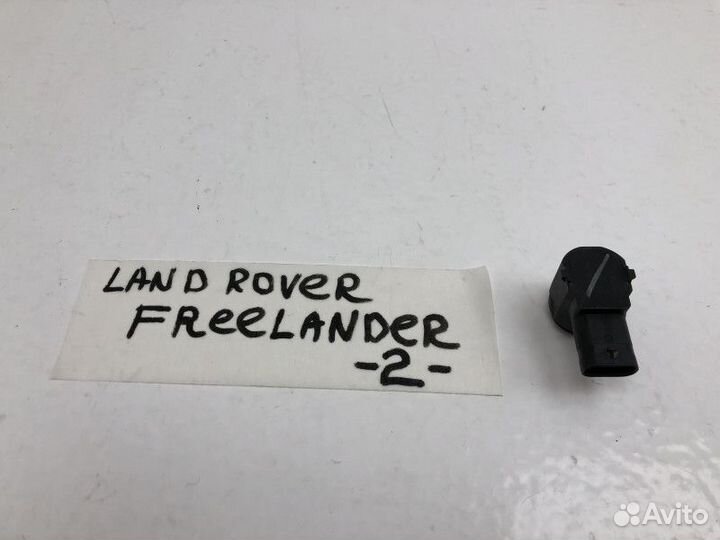 LAND ROVeR
FReeLANDeR
-2-
Avito